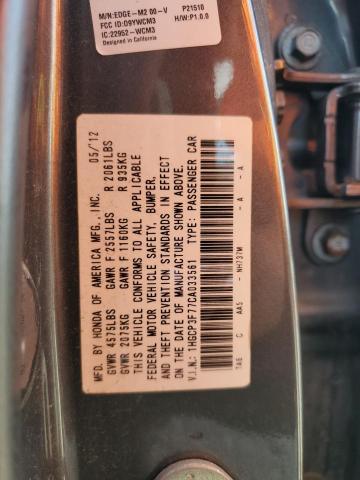 M/N:EDGE-M2 00-V P21510
FCC ID:O9YWCM3 H/W:P1.0.0
IC:22952-WCM3
Designed in California
MFD. BY HONDA OF AMERICA MFG.,INC. 05/12
GVWR 4575LBS GAWR F 2557LBS R 2061LBS
GVWR 2075KG GAWR F 1160KG R 935KG
THIS VEHICLE CONFORMS TO ALL APPLICABLE
FEDERAL MOTOR VEHICLE SAFETY, BUMPER,
AND THEFT PREVENTION STANDARDS IN EFFECT
ON THE DATE OF MANUFACTURE SHOWN ABOVE.
V.I.N.: 1HGCP3F77CA033561 TYPE: PASSENGER CAR
TA6 C AA5 - NH737M - A - A